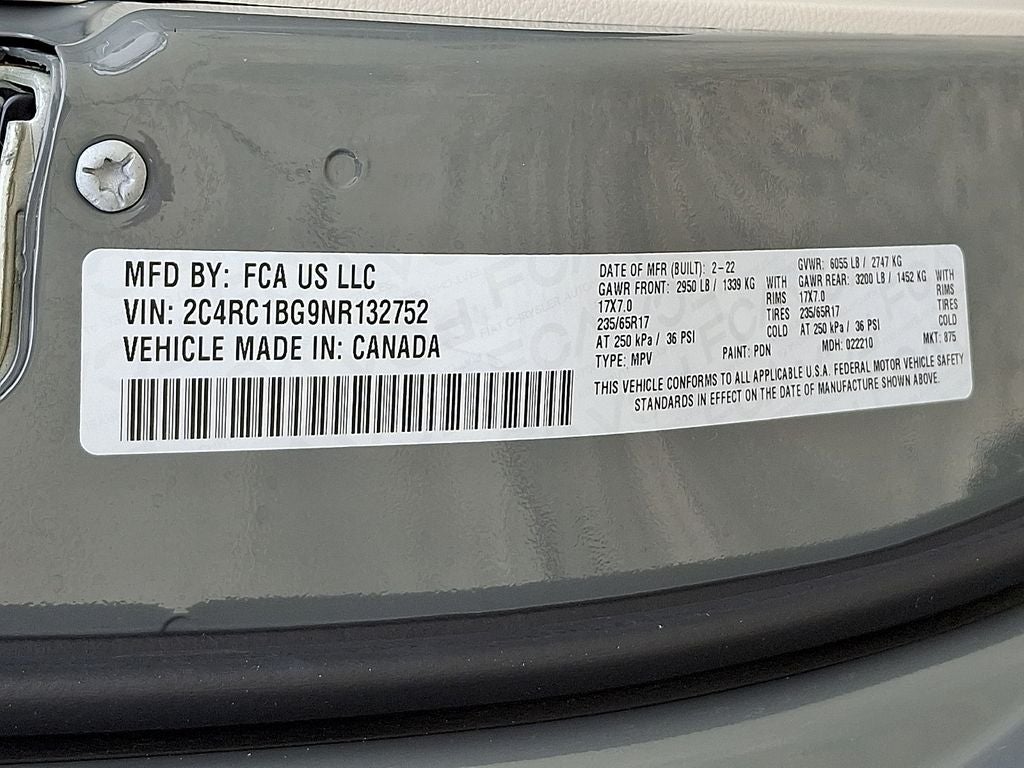 MFD BY: FCA US LLC
VIN: 2C4RC1BG9NR132752
VEHICLE MADE IN: CANADA
DATE OF MFR (BUILT): 2-22 GVWR: 6055 LB / 2747 KG
GAWR FRONT: 2950 LB / 1339 KG WITH GAWR REAR: 3200 LB / 1452 KG WITH
17X7.0 RIMS 17X7.0 RIMS
235/65R17 TIRES 235/65R17 TIRES
AT 250 kPa / 36 PSI COLD AT 250 kPa / 36 PSI COLD
TYPE: MPV PAINT: PDN MDH: 022210 MKT: 875
THIS VEHICLE CONFORMS TO ALL APPLICABLE U.S.A. FEDERAL MOTOR VEHICLE SAFETY
STANDARDS IN EFFECT ON THE DATE OF MANUFACTURE SHOWN ABOVE.